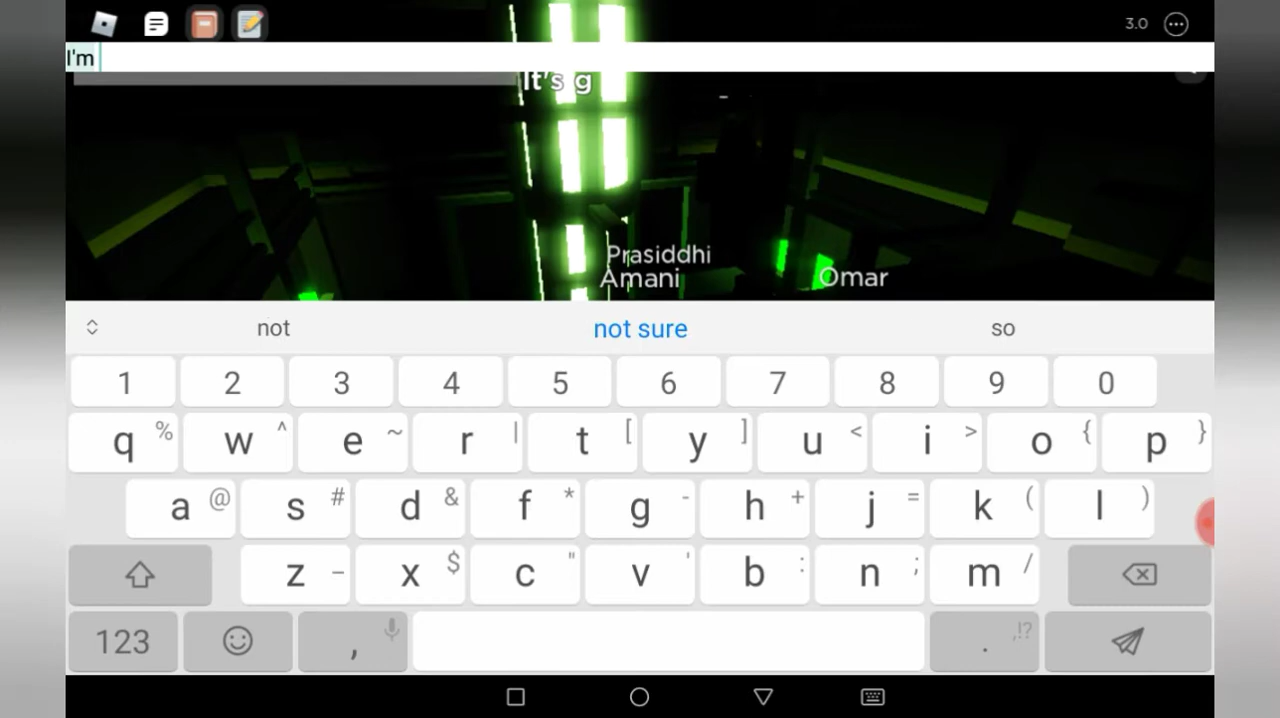 3.0
I'm
It's g
Prasiddhi
Amani
Omar
not not sure so
1 2 3 4 5 6 7 8 9 0
q % w ^ e ~ r | t [ y ] u < i > o { p }
a @ s # d & f * g - h + j = k ( l )
z – x $ c " v ' b : n ; m /
123 , . ,!?